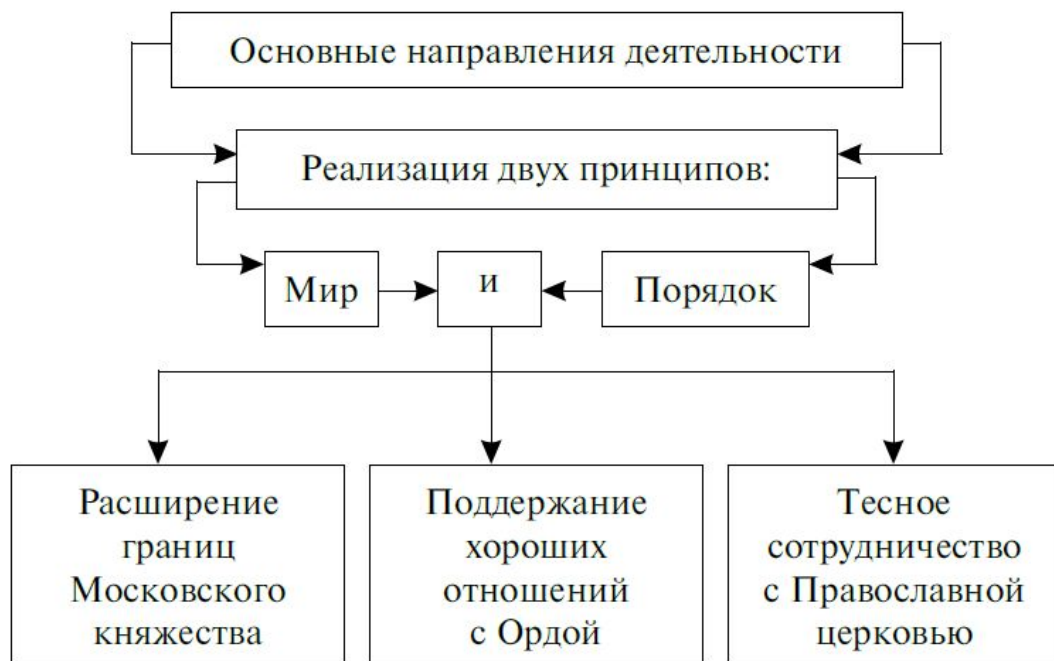 Основные направления деятельности
Реализация двух принципов:
Мир
и
Порядок
Расширение
границ
Московского
княжества
Поддержание
хороших
отношений
с Ордой
Тесное
сотрудничество
с Православной
церковью